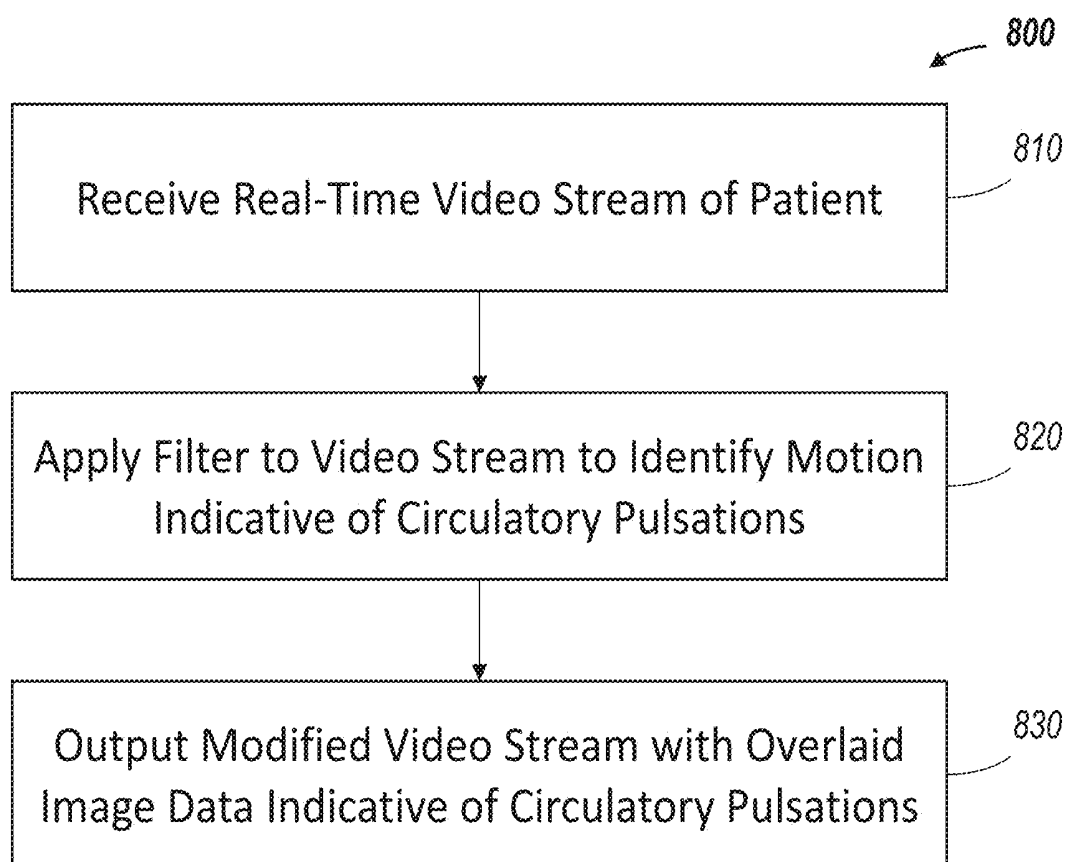 800
Receive Real-Time Video Stream of Patient
810
Apply Filter to Video Stream to Identify Motion
Indicative of Circulatory Pulsations
820
Output Modified Video Stream with Overlaid
Image Data Indicative of Circulatory Pulsations
830